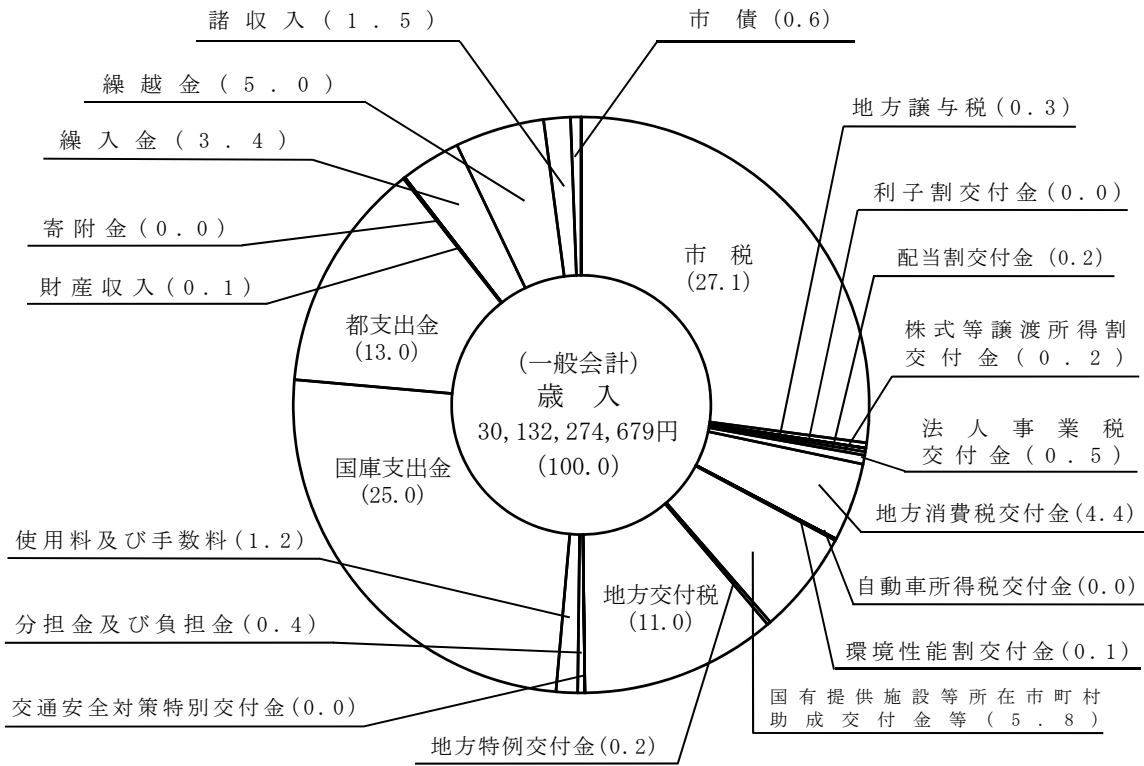 諸収入(1.5)
市債(0.6)
繰越金(5.0)
繰入金(3.4)
寄附金(0.0)
財産収入(0.1)
地方譲与税(0.3)
利子割交付金(0.0)
配当割交付金(0.2)
株式等譲渡所得割
交付金(0.2)
法人事業税
交付金(0.5)
地方消費税交付金(4.4)
自動車所得税交付金(0.0)
環境性能割交付金(0.1)
国有提供施設等所在市町村
助成交付金等(5.8)
地方特例交付金(0.2)
交通安全対策特別交付金(0.0)
分担金及び負担金(0.4)
使用料及び手数料(1.2)
市税
(27.1)
都支出金
(13.0)
国庫支出金
(25.0)
地方交付税
(11.0)
(一般会計)
歳入
30,132,274,679円
(100.0)